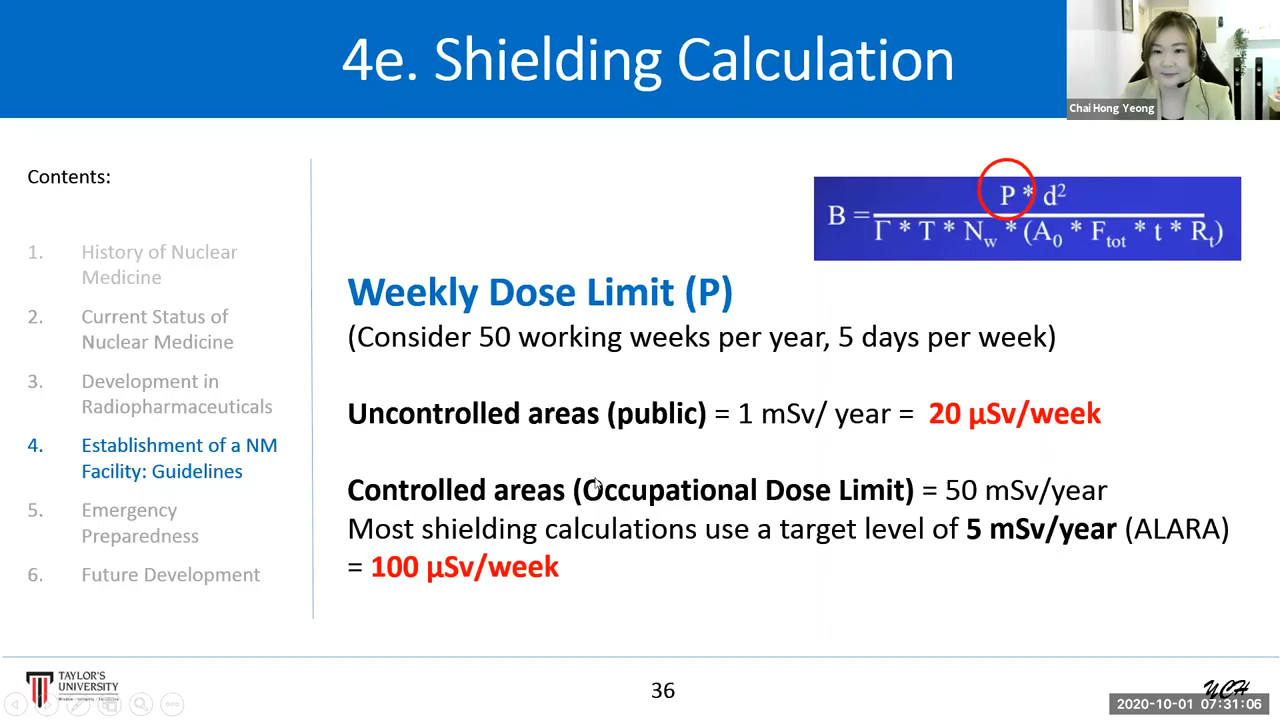 4e. Shielding Calculation
Chai Hong Yeong
Contents:
1. History of Nuclear
Medicine
2. Current Status of
Nuclear Medicine
3. Development in
Radiopharmaceuticals
4. Establishment of a NM
Facility: Guidelines
5. Emergency
Preparedness
6. Future Development
B = P * d² / Γ * T * Nw * (A0 * Ftot * t * Rt)
Weekly Dose Limit (P)
(Consider 50 working weeks per year, 5 days per week)
Uncontrolled areas (public) = 1 mSv/ year = 20 µSv/week
Controlled areas (Occupational Dose Limit) = 50 mSv/year
Most shielding calculations use a target level of 5 mSv/year (ALARA)
= 100 µSv/week
TAYLOR'S
UNIVERSITY
36
YCH
2020-10-01 07:31:06